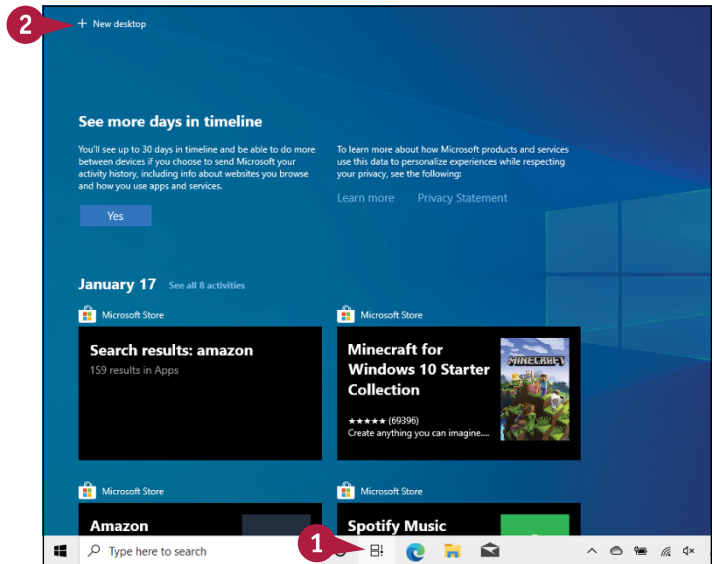 2
+ New desktop
See more days in timeline
You'll see up to 30 days in timeline and be able to do more
between devices if you choose to send Microsoft your
activity history, including info about websites you browse
and how you use apps and services.
Yes
To learn more about how Microsoft products and services
use this data to personalize experiences while respecting
your privacy, see the following:
Learn more Privacy Statement
January 17 See all 8 activities
Microsoft Store
Search results: amazon
159 results in Apps
Microsoft Store
Minecraft for
Windows 10 Starter
Collection
★★★★★ (69396)
Create anything you can imagine....
MINECRAFT
Microsoft Store
Amazon
Microsoft Store
Spotify Music
Type here to search
1